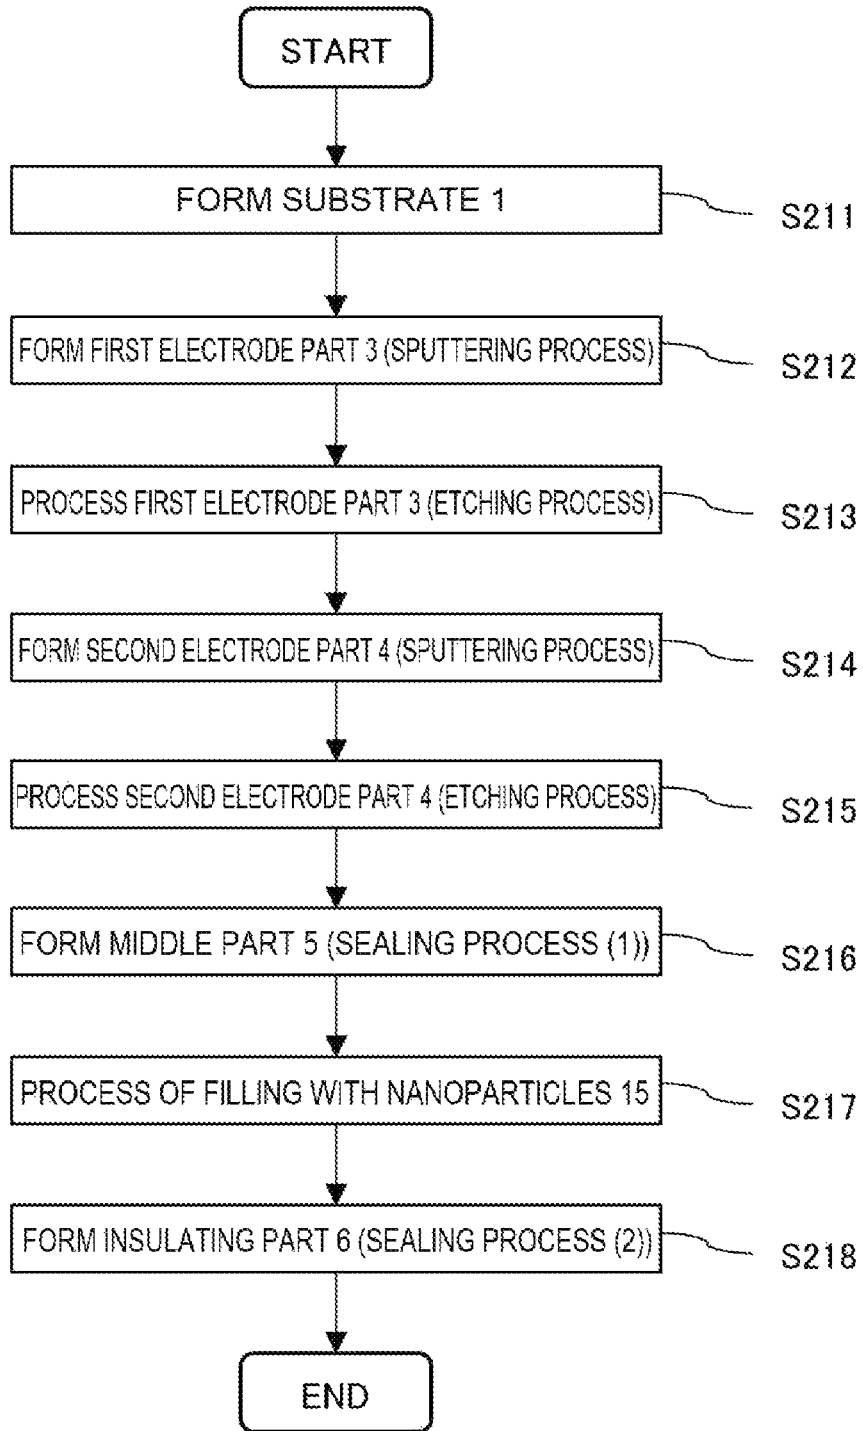 START
FORM SUBSTRATE 1
S211
FORM FIRST ELECTRODE PART 3 (SPUTTERING PROCESS)
S212
PROCESS FIRST ELECTRODE PART 3 (ETCHING PROCESS)
S213
FORM SECOND ELECTRODE PART 4 (SPUTTERING PROCESS)
S214
PROCESS SECOND ELECTRODE PART 4 (ETCHING PROCESS)
S215
FORM MIDDLE PART 5 (SEALING PROCESS (1))
S216
PROCESS OF FILLING WITH NANOPARTICLES 15
S217
FORM INSULATING PART 6 (SEALING PROCESS (2))
S218
END